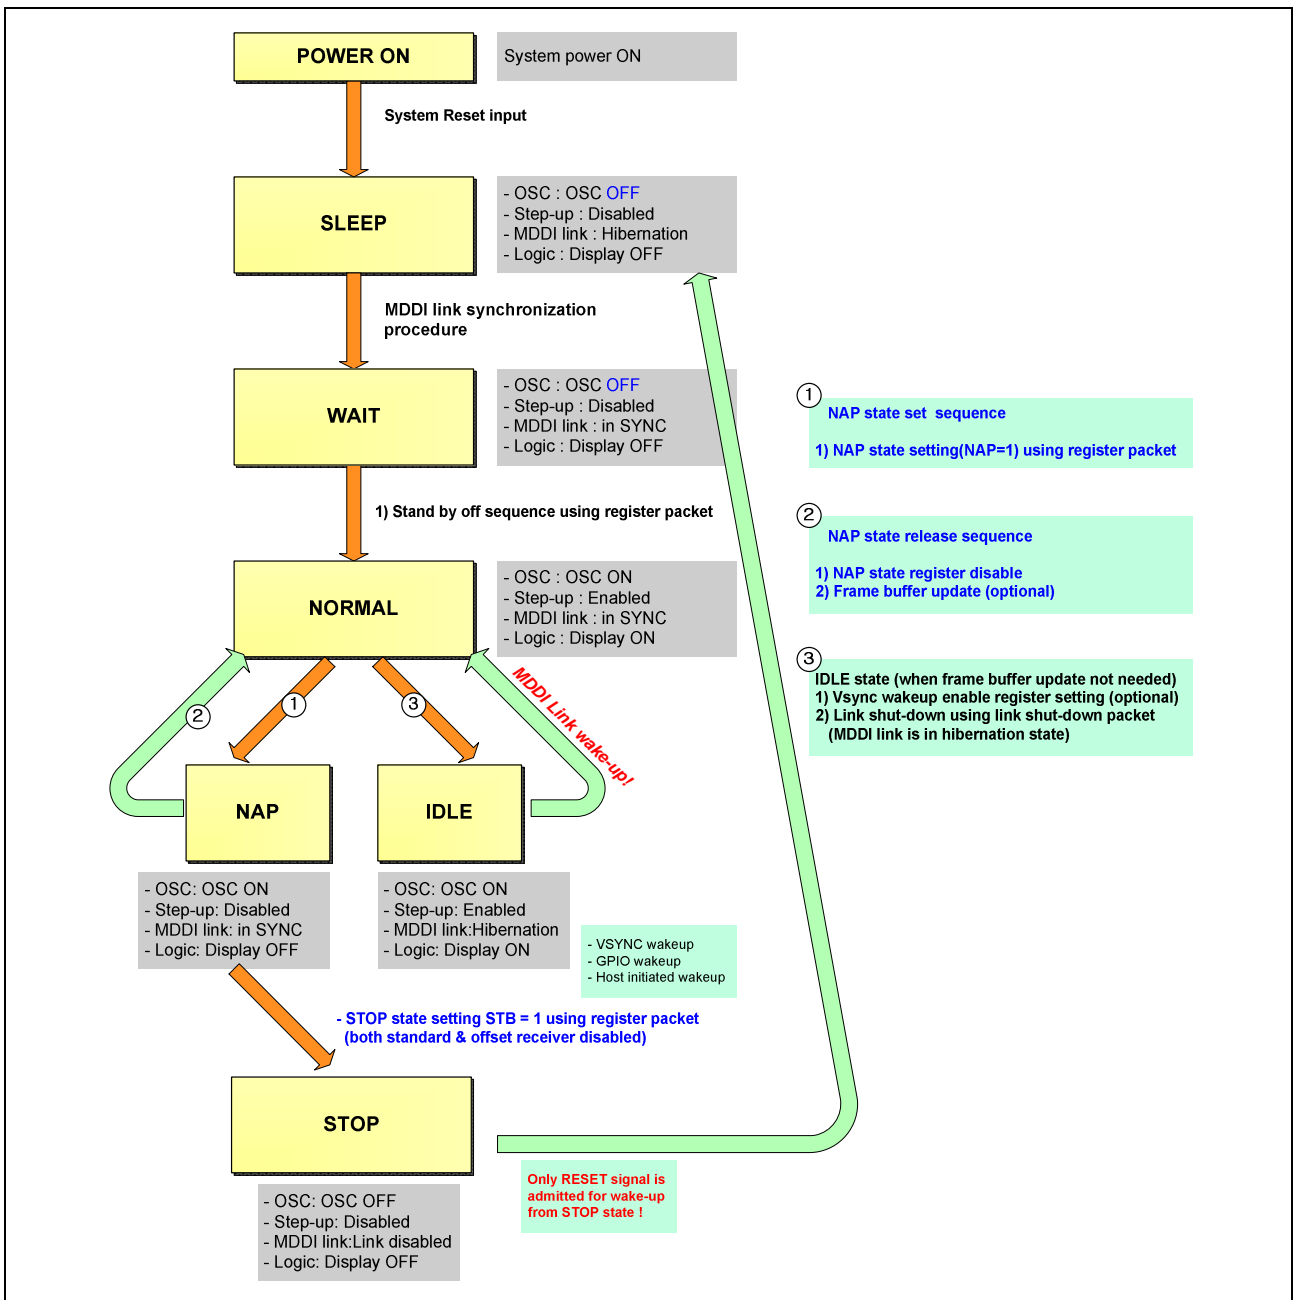 POWER ON
System power ON
System Reset input
SLEEP
- OSC : OSC OFF
- Step-up : Disabled
- MDDI link : Hibernation
- Logic : Display OFF
MDDI link synchronization
procedure
WAIT
- OSC : OSC OFF
- Step-up : Disabled
- MDDI link : in SYNC
- Logic : Display OFF
1
NAP state set sequence
1) NAP state setting(NAP=1) using register packet
1) Stand by off sequence using register packet
2
NAP state release sequence
1) NAP state register disable
2) Frame buffer update (optional)
NORMAL
- OSC : OSC ON
- Step-up : Enabled
- MDDI link : in SYNC
- Logic : Display ON
3
IDLE state (when frame buffer update not needed)
1) Vsync wakeup enable register setting (optional)
2) Link shut-down using link shut-down packet
(MDDI link is in hibernation state)
2
1
3
MDDI Link wake-up!
NAP
IDLE
- OSC: OSC ON
- Step-up: Disabled
- MDDI link: in SYNC
- Logic: Display OFF
- OSC: OSC ON
- Step-up: Enabled
- MDDI link:Hibernation
- Logic: Display ON
- VSYNC wakeup
- GPIO wakeup
- Host initiated wakeup
- STOP state setting STB = 1 using register packet
(both standard & offset receiver disabled)
STOP
Only RESET signal is
admitted for wake-up
from STOP state !
- OSC: OSC OFF
- Step-up: Disabled
- MDDI link:Link disabled
- Logic: Display OFF